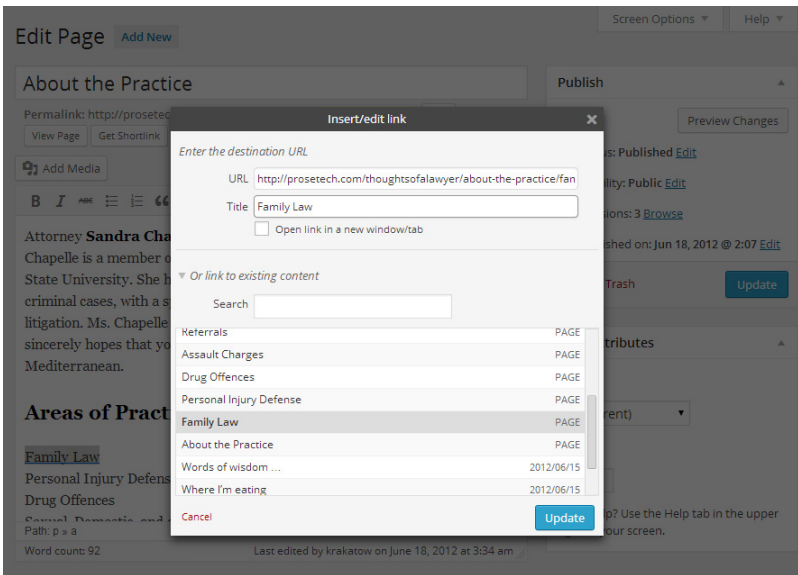 Screen Options ▼ Help ▼
Edit Page Add New
About the Practice
Permalink: http://prosetec
View Page Get Shortlink
Add Media
B I ABC
Attorney Sandra Cha
Chapelle is a member o
State University. She h
criminal cases, with a s
litigation. Ms. Chapelle
sincerely hopes that yo
Mediterranean.
Areas of Pract
Family Law
Personal Injury Defens
Drug Offences
Path: p » a
Word count: 92 Last edited by krakatow on June 18, 2012 at 3:34 am
Insert/edit link
Enter the destination URL
URL http://prosetech.com/thoughtsofalawyer/about-the-practice/fan
Title Family Law
Open link in a new window/tab
Or link to existing content
Search
Referrals PAGE
Assault Charges PAGE
Drug Offences PAGE
Personal Injury Defense PAGE
Family Law PAGE
About the Practice PAGE
Words of wisdom ... 2012/06/15
Where I'm eating 2012/06/15
Cancel Update
Publish
Preview Changes
us: Published Edit
ility: Public Edit
sions: 3 Browse
ished on: Jun 18, 2012 @ 2:07 Edit
Trash Update
tributes
rent)
lp? Use the Help tab in the upper
our screen.